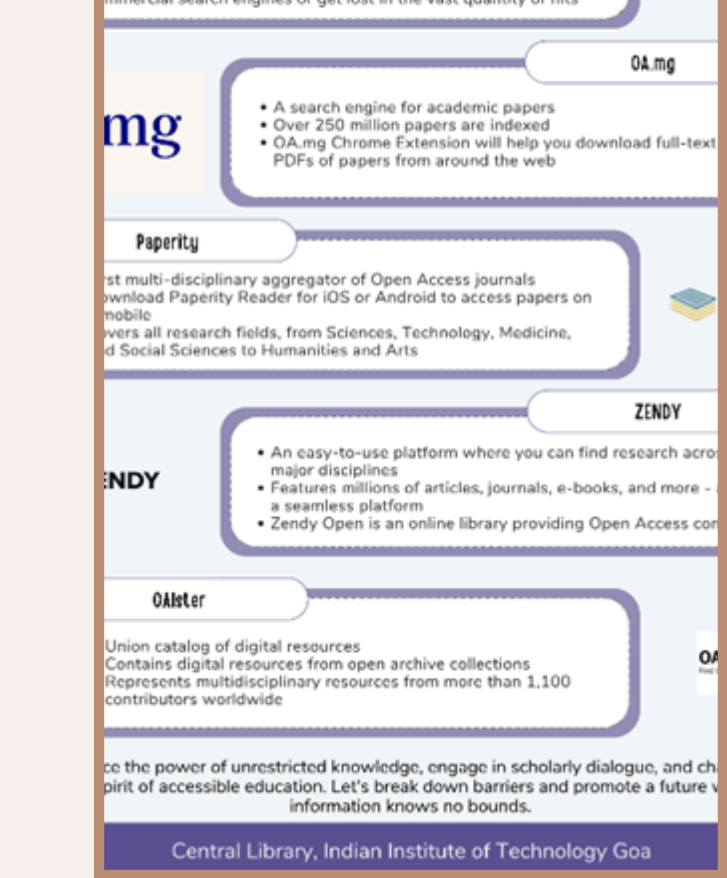 mmercial search engines or get lost in the vast quantity of hits
OA.mg
mg
• A search engine for academic papers
• Over 250 million papers are indexed
• OA.mg Chrome Extension will help you download full-text
PDFs of papers from around the web
Paperity
rst multi-disciplinary aggregator of Open Access journals
ownload Paperity Reader for iOS or Android to access papers on
mobile
overs all research fields, from Sciences, Technology, Medicine,
d Social Sciences to Humanities and Arts
ZENDY
ENDY
• An easy-to-use platform where you can find research acro
major disciplines
• Features millions of articles, journals, e-books, and more -
a seamless platform
• Zendy Open is an online library providing Open Access con
OAIster
Union catalog of digital resources
Contains digital resources from open archive collections
Represents multidisciplinary resources from more than 1,100
contributors worldwide
OA
ce the power of unrestricted knowledge, engage in scholarly dialogue, and ch
pirit of accessible education. Let's break down barriers and promote a future
information knows no bounds.
Central Library, Indian Institute of Technology Goa